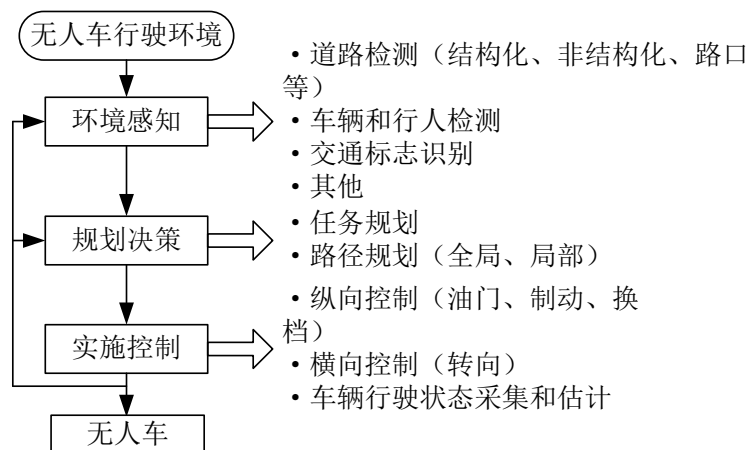 无人车行驶环境
环境感知
• 道路检测（结构化、非结构化、路口
等）
• 车辆和行人检测
• 交通标志识别
• 其他
规划决策
• 任务规划
• 路径规划（全局、局部）
实施控制
• 纵向控制（油门、制动、换
档）
• 横向控制（转向）
• 车辆行驶状态采集和估计
无人车